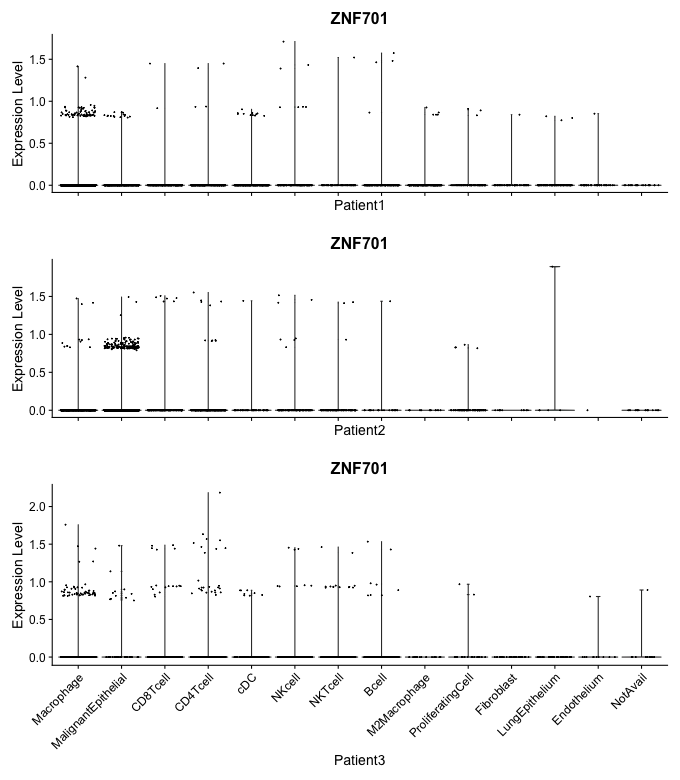 ZNF701
Expression Level
1.5
1.0
0.5
0.0
Patient1
ZNF701
Expression Level
1.5
1.0
0.5
0.0
Patient2
ZNF701
Expression Level
2.0
1.5
1.0
0.5
0.0
Macrophage
MalignantEpithelial
CD8Tcell
CD4Tcell
cDC
NKcell
NKTcell
Bcell
M2Macrophage
ProliferatingCell
Fibroblast
LungEpithelium
Endothelium
NotAvail
Patient3